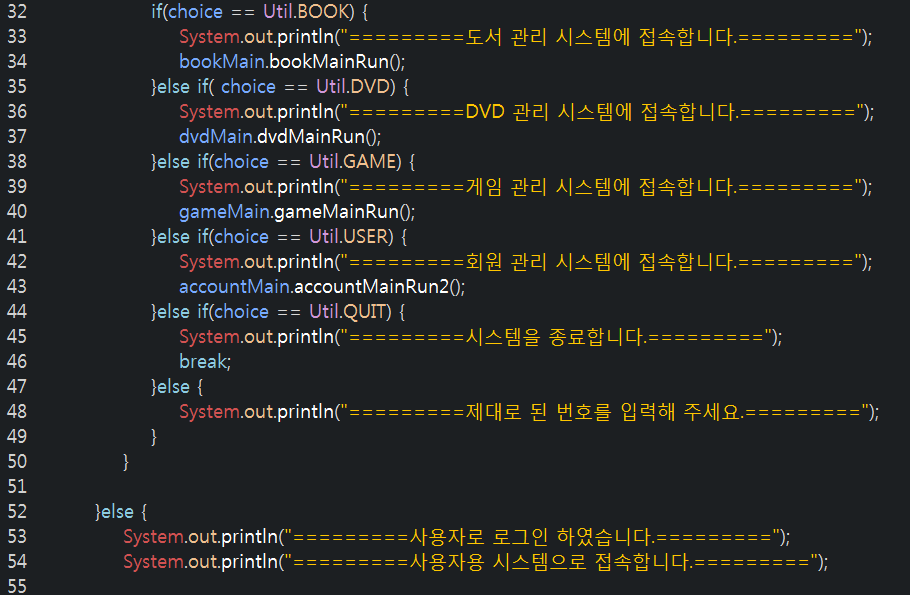 32 if(choice == Util.BOOK) {
33 System.out.println("=========도서 관리 시스템에 접속합니다.=========");
34 bookMain.bookMainRun();
35 }else if( choice == Util.DVD) {
36 System.out.println("=========DVD 관리 시스템에 접속합니다.=========");
37 dvdMain.dvdMainRun();
38 }else if(choice == Util.GAME) {
39 System.out.println("=========게임 관리 시스템에 접속합니다.=========");
40 gameMain.gameMainRun();
41 }else if(choice == Util.USER) {
42 System.out.println("=========회원 관리 시스템에 접속합니다.=========");
43 accountMain.accountMainRun2();
44 }else if(choice == Util.QUIT) {
45 System.out.println("=========시스템을 종료합니다.=========");
46 break;
47 }else {
48 System.out.println("=========제대로 된 번호를 입력해 주세요.=========");
49 }
50 }
51
52 }else {
53 System.out.println("=========사용자로 로그인 하였습니다.=========");
54 System.out.println("=========사용자용 시스템으로 접속합니다.=========");
55